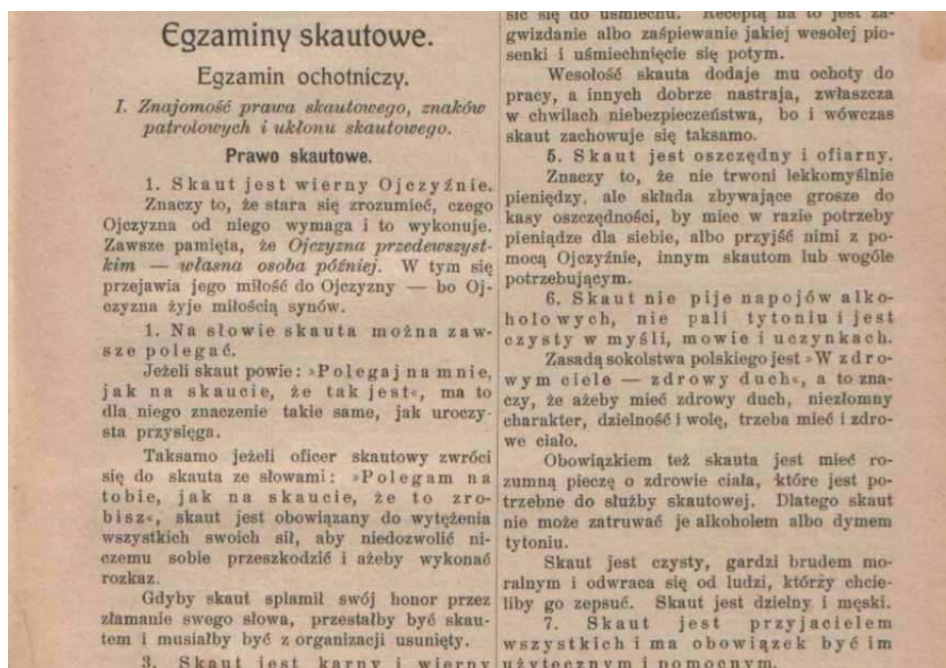 Egzaminy skautowe.
Egzamin ochotniczy.
I. Znajomość prawa skautowego, znaków
patrolowych i ukłonu skautowego.
Prawo skautowe.
1. Skaut jest wierny Ojczyźnie.
Znaczy to, że stara się zrozumieć, czego
Ojczyzna od niego wymaga i to wykonuje.
Zawsze pamięta, że Ojczyzna przedewszyst-
kim — własna osoba później. W tym się
przejawia jego miłość do Ojczyzny — bo Oj-
czyzna żyje miłością synów.
1. Na słowie skauta można zaw-
sze polegać.
Jeżeli skaut powie: »Polegaj na mnie,
jak na skaucie, że tak jest«, ma to
dla niego znaczenie takie same, jak uroczy-
sta przysięga.
Taksamo jeżeli oficer skautowy zwróci
się do skauta ze słowami: »Polegam na
tobie, jak na skaucie, że to zro-
bisz«, skaut jest obowiązany do wytężenia
wszystkich swoich sił, aby niedozwolić ni-
czemu sobie przeszkodzić i ażeby wykonać
rozkaz.
Gdyby skaut splamił swój honor przez
złamanie swego słowa, przestałby być skau-
tem i musiałby być z organizacji usunięty.
3. Skaut jest karny i wierny
sić się do uśmiechu. Receptą na to jest za-
gwizdanie albo zaśpiewanie jakiej wesołej pio-
senki i uśmiechnięcie się potym.
Wesołość skauta dodaje mu ochoty do
pracy, a innych dobrze nastraja, zwłaszcza
w chwilach niebezpieczeństwa, bo i wówczas
skaut zachowuje się taksamo.
5. Skaut jest oszczędny i ofiarny.
Znaczy to, że nie trwoni lekkomyślnie
pieniędzy, ale składa zbywające grosze do
kasy oszczędności, by miec w razie potrzeby
pieniądze dla siebie, albo przyjść nimi z po-
mocą Ojczyźnie, innym skautom lub wogóle
potrzebującym.
6. Skaut nie pije napojów alko-
holowych, nie pali tytoniu i jest
czysty w myśli, mowie i uczynkach.
Zasadą sokolstwa polskiego jest »W zdro-
wym ciele — zdrowy duch«, a to zna-
czy, że ażeby mieć zdrowy duch, niezłomny
charakter, dzielność i wolę, trzeba mieć i zdro-
we ciało.
Obowiązkiem też skauta jest mieć ro-
zumną pieczę o zdrowie ciała, które jest po-
trzebne do służby skautowej. Dlatego skaut
nie może zatruwać je alkoholem albo dymem
tytoniu.
Skaut jest czysty, gardzi brudem mo-
ralnym i odwraca się od ludzi, którzy chcie-
liby go zepsuć. Skaut jest dzielny i męski.
7. Skaut jest przyjacielem
wszystkich i ma obowiązek być im
użytecznym i pomocnym.